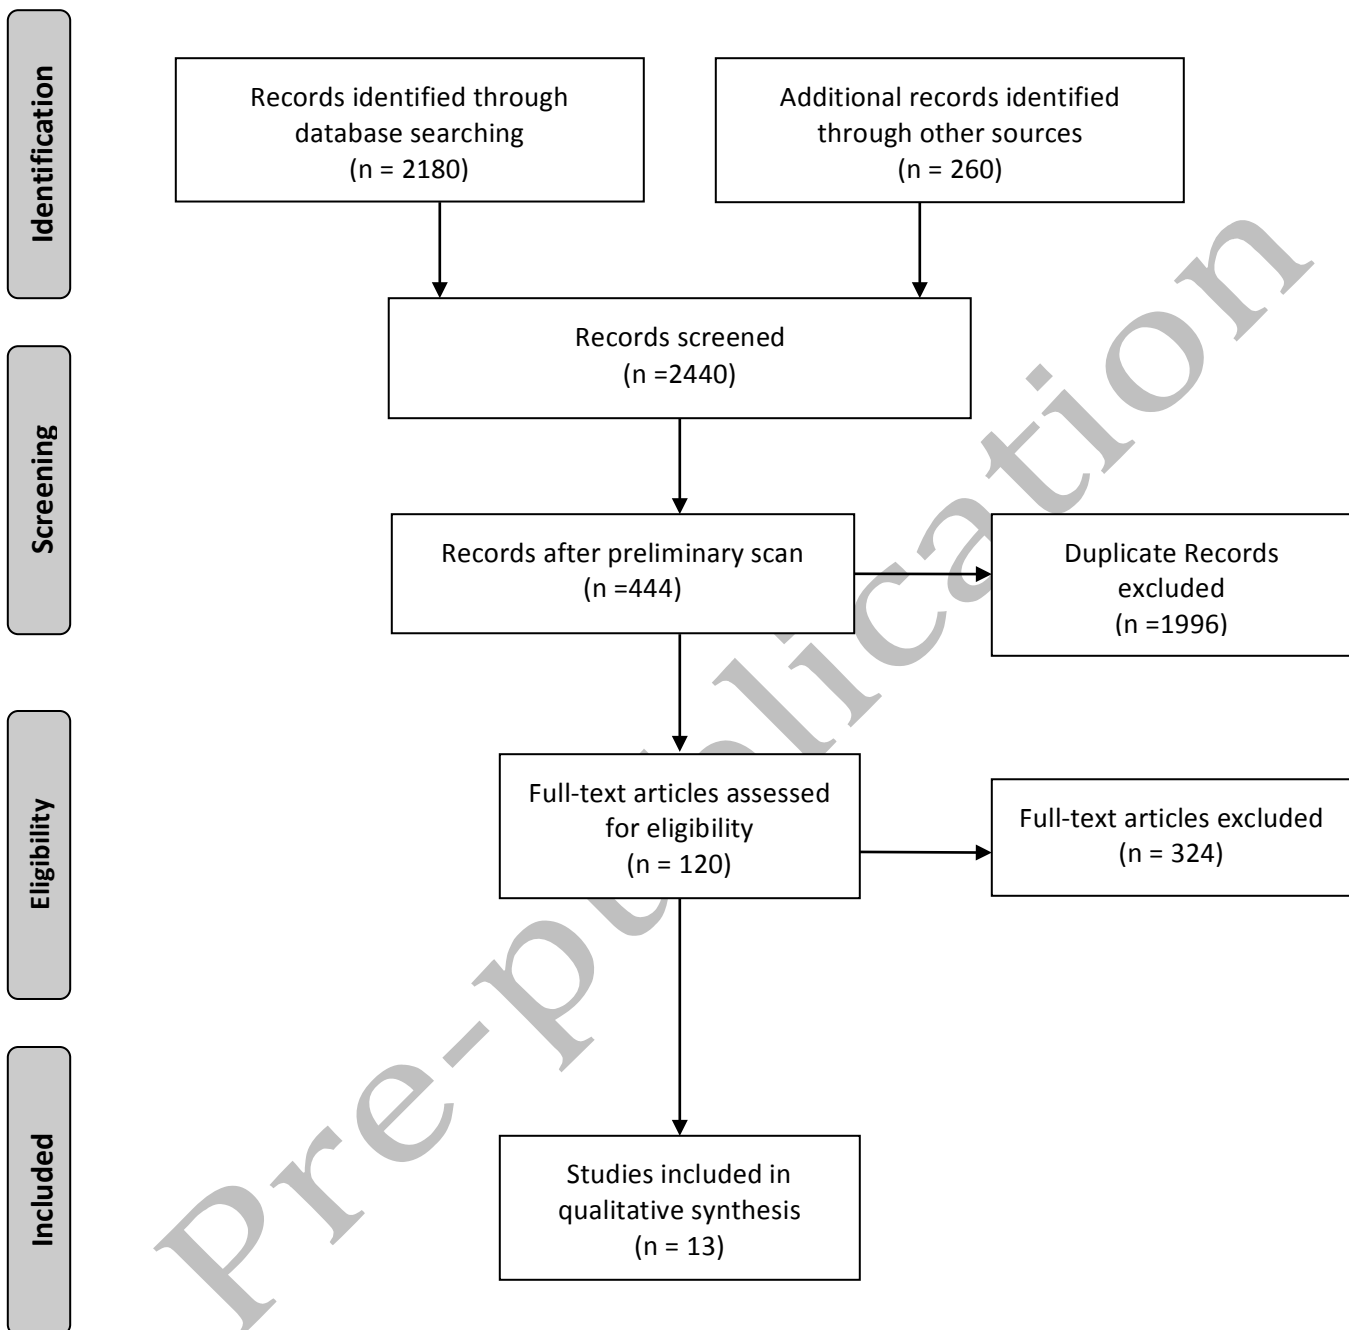 Identification
Records identified through
database searching
(n = 2180)
Additional records identified
through other sources
(n = 260)
Records screened
(n =2440)
Screening
Records after preliminary scan
(n =444)
Duplicate Records
excluded
(n =1996)
Eligibility
Full-text articles assessed
for eligibility
(n = 120)
Full-text articles excluded
(n = 324)
Included
Studies included in
qualitative synthesis
(n = 13)
Pre-publication